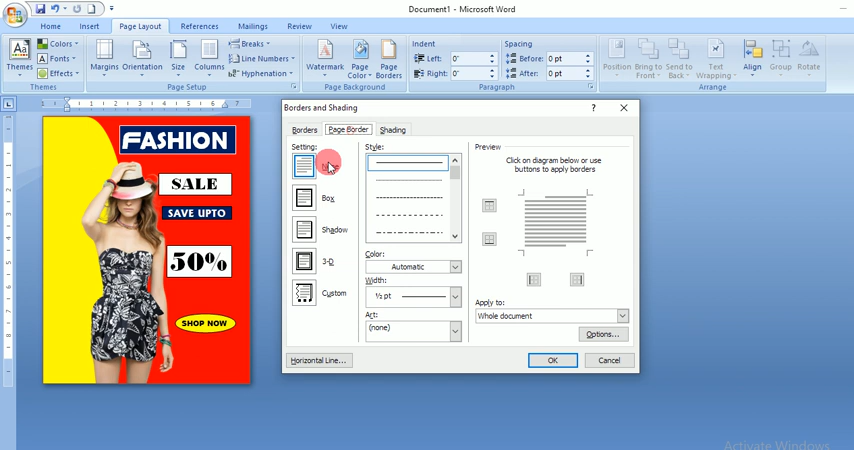 Document1 - Microsoft Word
Home Insert Page Layout References Mailings Review View
Themes
Colors
Fonts
Effects
Themes
Margins Orientation Size Columns
Breaks
Line Numbers
Hyphenation
Page Setup
Watermark Page Color Page Borders
Page Background
Indent
Left: 0"
Right: 0"
Spacing
Before: 0 pt
After: 0 pt
Paragraph
Position Bring to Front Send to Back Text Wrapping Align Group Rotate
Arrange
FASHION
SALE
SAVE UPTO
50%
SHOP NOW
Borders and Shading
? 
Borders Page Border Shading
Setting:
Box
Shadow
3-D
Custom
Style:
Color:
Automatic
Width:
½ pt
Art:
(none)
Preview
Click on diagram below or use
buttons to apply borders
Apply to:
Whole document
Options...
Horizontal Line...
OK
Cancel
Activate Windows